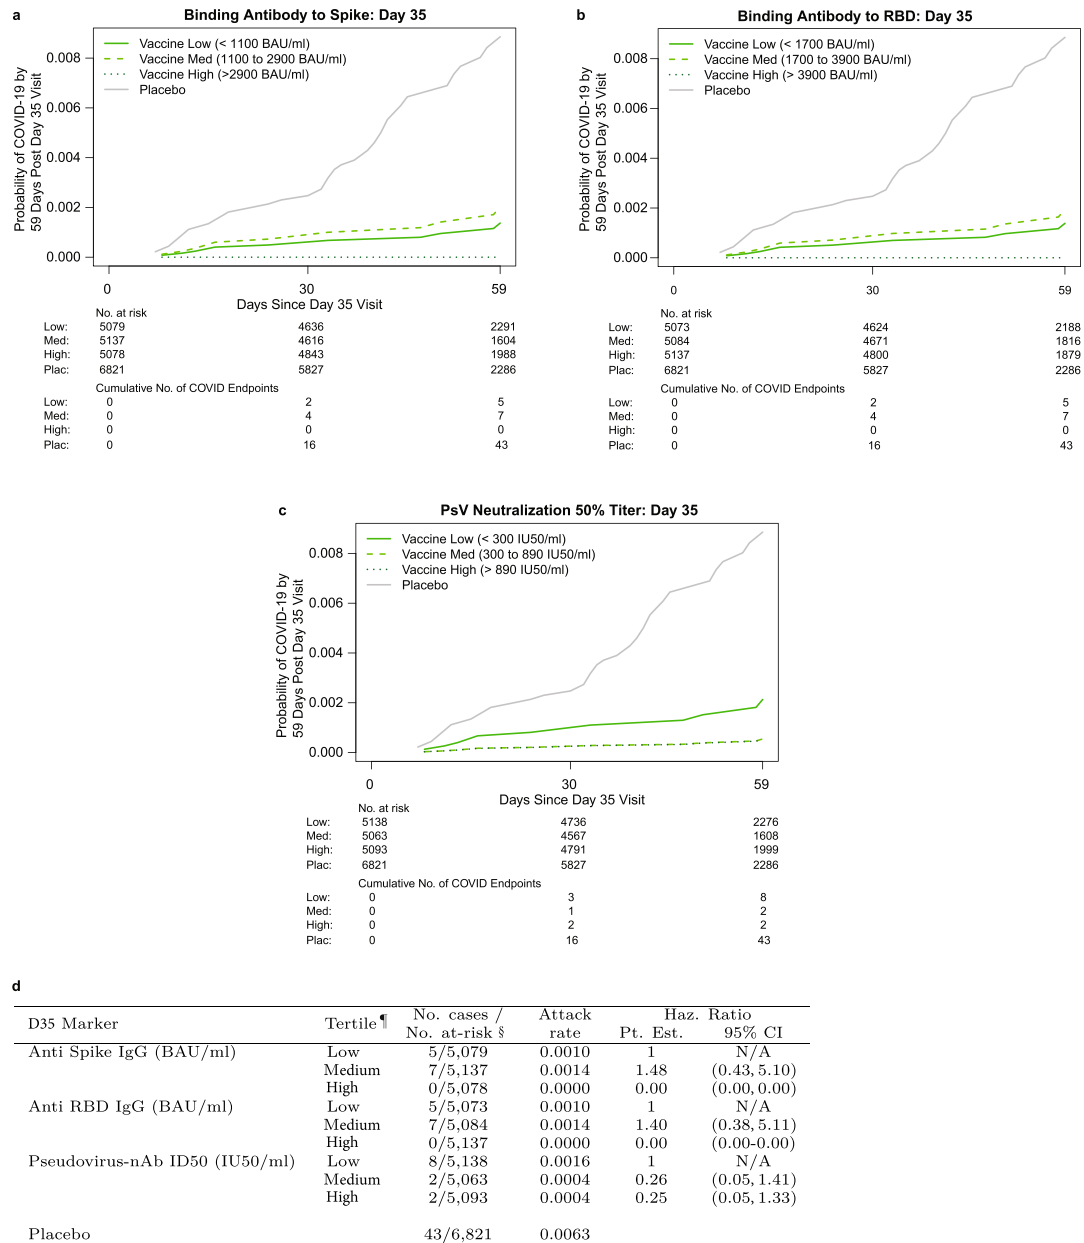 a
Binding Antibody to Spike: Day 35
Probability of COVID-19 by
59 Days Post Day 35 Visit
0.008
0.006
0.004
0.002
0.000
Vaccine Low (< 1100 BAU/ml)
Vaccine Med (1100 to 2900 BAU/ml)
Vaccine High (>2900 BAU/ml)
Placebo
0 30 59
Days Since Day 35 Visit
No. at risk
Low: 5079 4636 2291
Med: 5137 4616 1604
High: 5078 4843 1988
Plac: 6821 5827 2286
Cumulative No. of COVID Endpoints
Low: 0 2 5
Med: 0 4 7
High: 0 0 0
Plac: 0 16 43
b
Binding Antibody to RBD: Day 35
Probability of COVID-19 by
59 Days Post Day 35 Visit
0.008
0.006
0.004
0.002
0.000
Vaccine Low (< 1700 BAU/ml)
Vaccine Med (1700 to 3900 BAU/ml)
Vaccine High (> 3900 BAU/ml)
Placebo
0 30 59
No. at risk
Low: 5073 4624 2188
Med: 5084 4671 1816
High: 5137 4800 1879
Plac: 6821 5827 2286
Cumulative No. of COVID Endpoints
Low: 0 2 5
Med: 0 4 7
High: 0 0 0
Plac: 0 16 43
c
PsV Neutralization 50% Titer: Day 35
Probability of COVID-19 by
59 Days Post Day 35 Visit
0.008
0.006
0.004
0.002
0.000
Vaccine Low (< 300 IU50/ml)
Vaccine Med (300 to 890 IU50/ml)
Vaccine High (> 890 IU50/ml)
Placebo
0 30 59
Days Since Day 35 Visit
No. at risk
Low: 5138 4736 2276
Med: 5063 4567 1608
High: 5093 4791 1999
Plac: 6821 5827 2286
Cumulative No. of COVID Endpoints
Low: 0 3 8
Med: 0 1 2
High: 0 2 2
Plac: 0 16 43
d
No. cases / Attack Haz. Ratio
D35 Marker Tertile¶ No. at-risk § rate Pt. Est. 95% CI
Anti Spike IgG (BAU/ml) Low 5/5,079 0.0010 1 N/A
Medium 7/5,137 0.0014 1.48 (0.43, 5.10)
High 0/5,078 0.0000 0.00 (0.00, 0.00)
Anti RBD IgG (BAU/ml) Low 5/5,073 0.0010 1 N/A
Medium 7/5,084 0.0014 1.40 (0.38, 5.11)
High 0/5,137 0.0000 0.00 (0.00-0.00)
Pseudovirus-nAb ID50 (IU50/ml) Low 8/5,138 0.0016 1 N/A
Medium 2/5,063 0.0004 0.26 (0.05, 1.41)
High 2/5,093 0.0004 0.25 (0.05, 1.33)
Placebo 43/6,821 0.0063